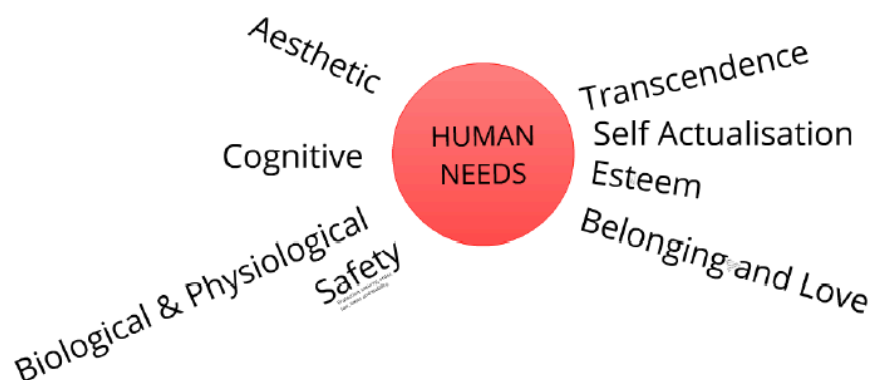 Aesthetic
Cognitive
Biological & Physiological
Safety
HUMAN
NEEDS
Transcendence
Self Actualisation
Esteem
Belonging and Love